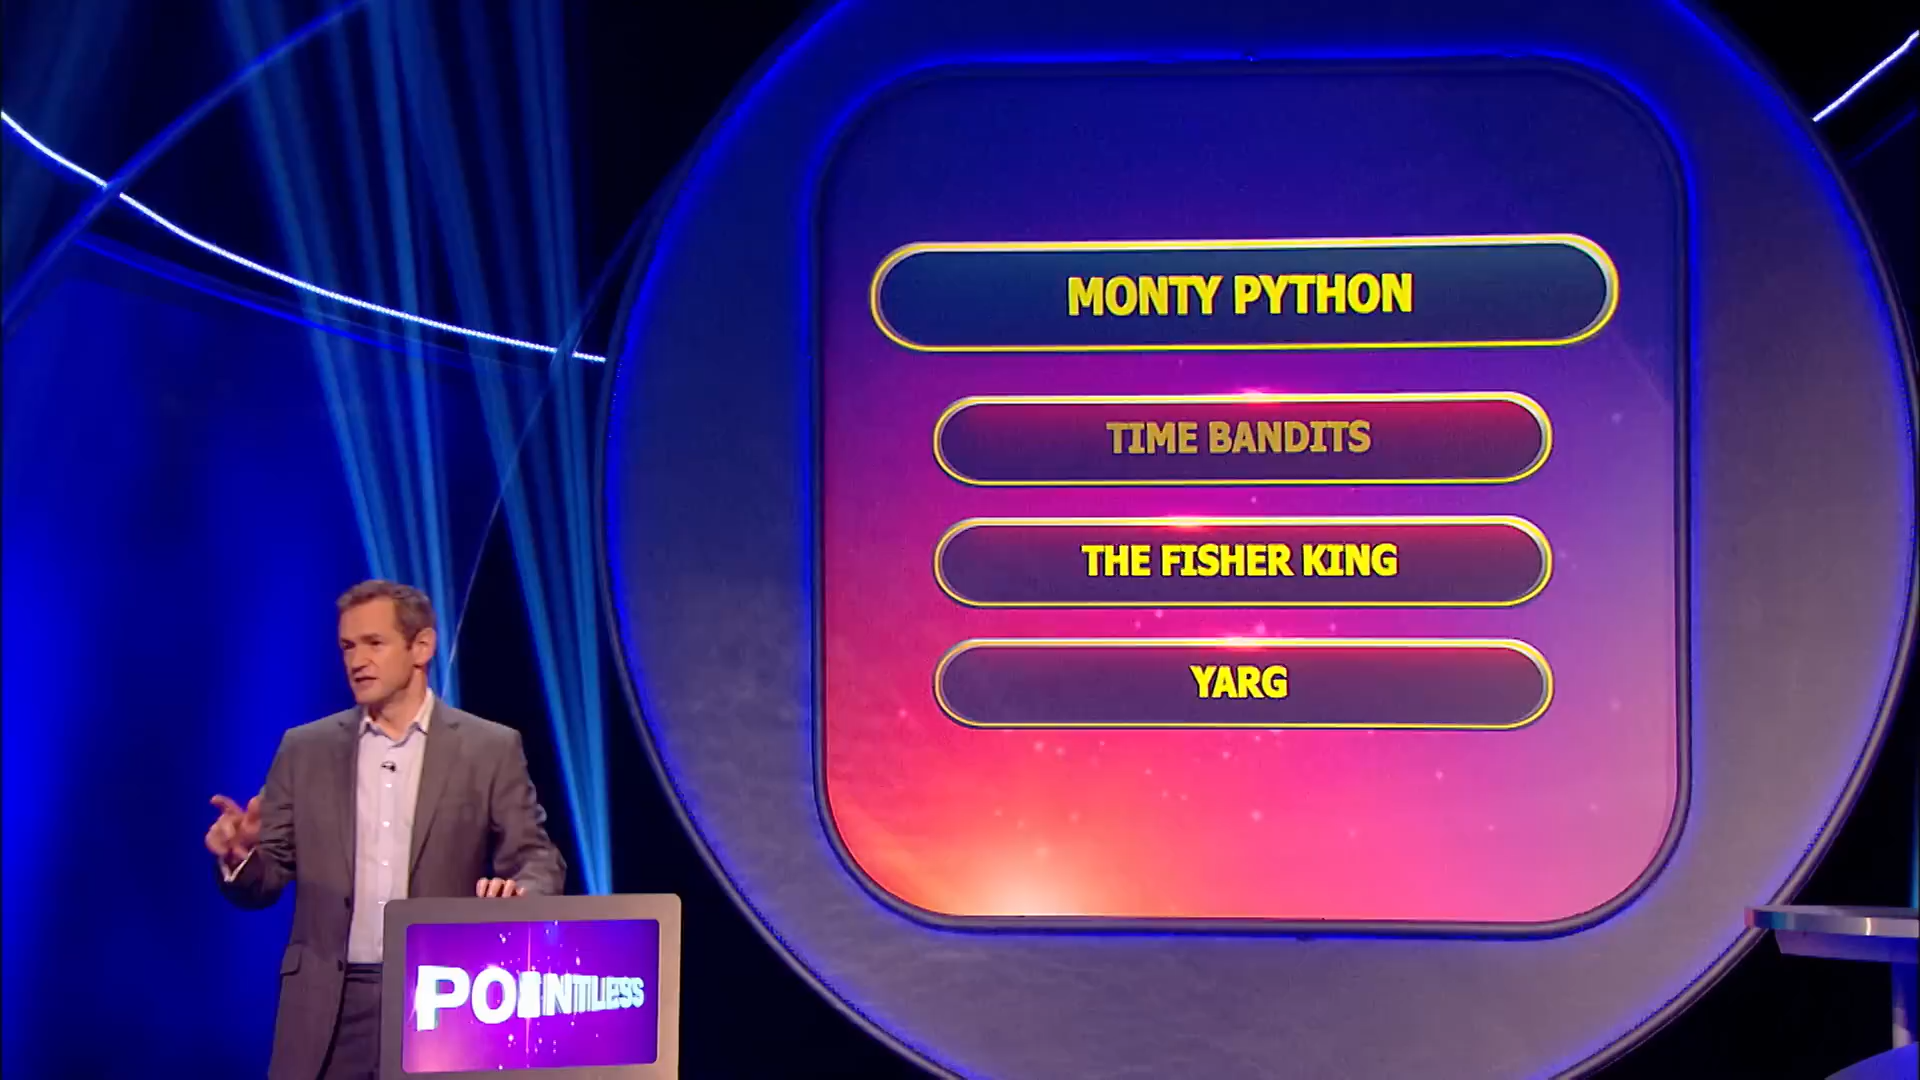 MONTY PYTHON
TIME BANDITS
THE FISHER KING
YARG
POINTLESS